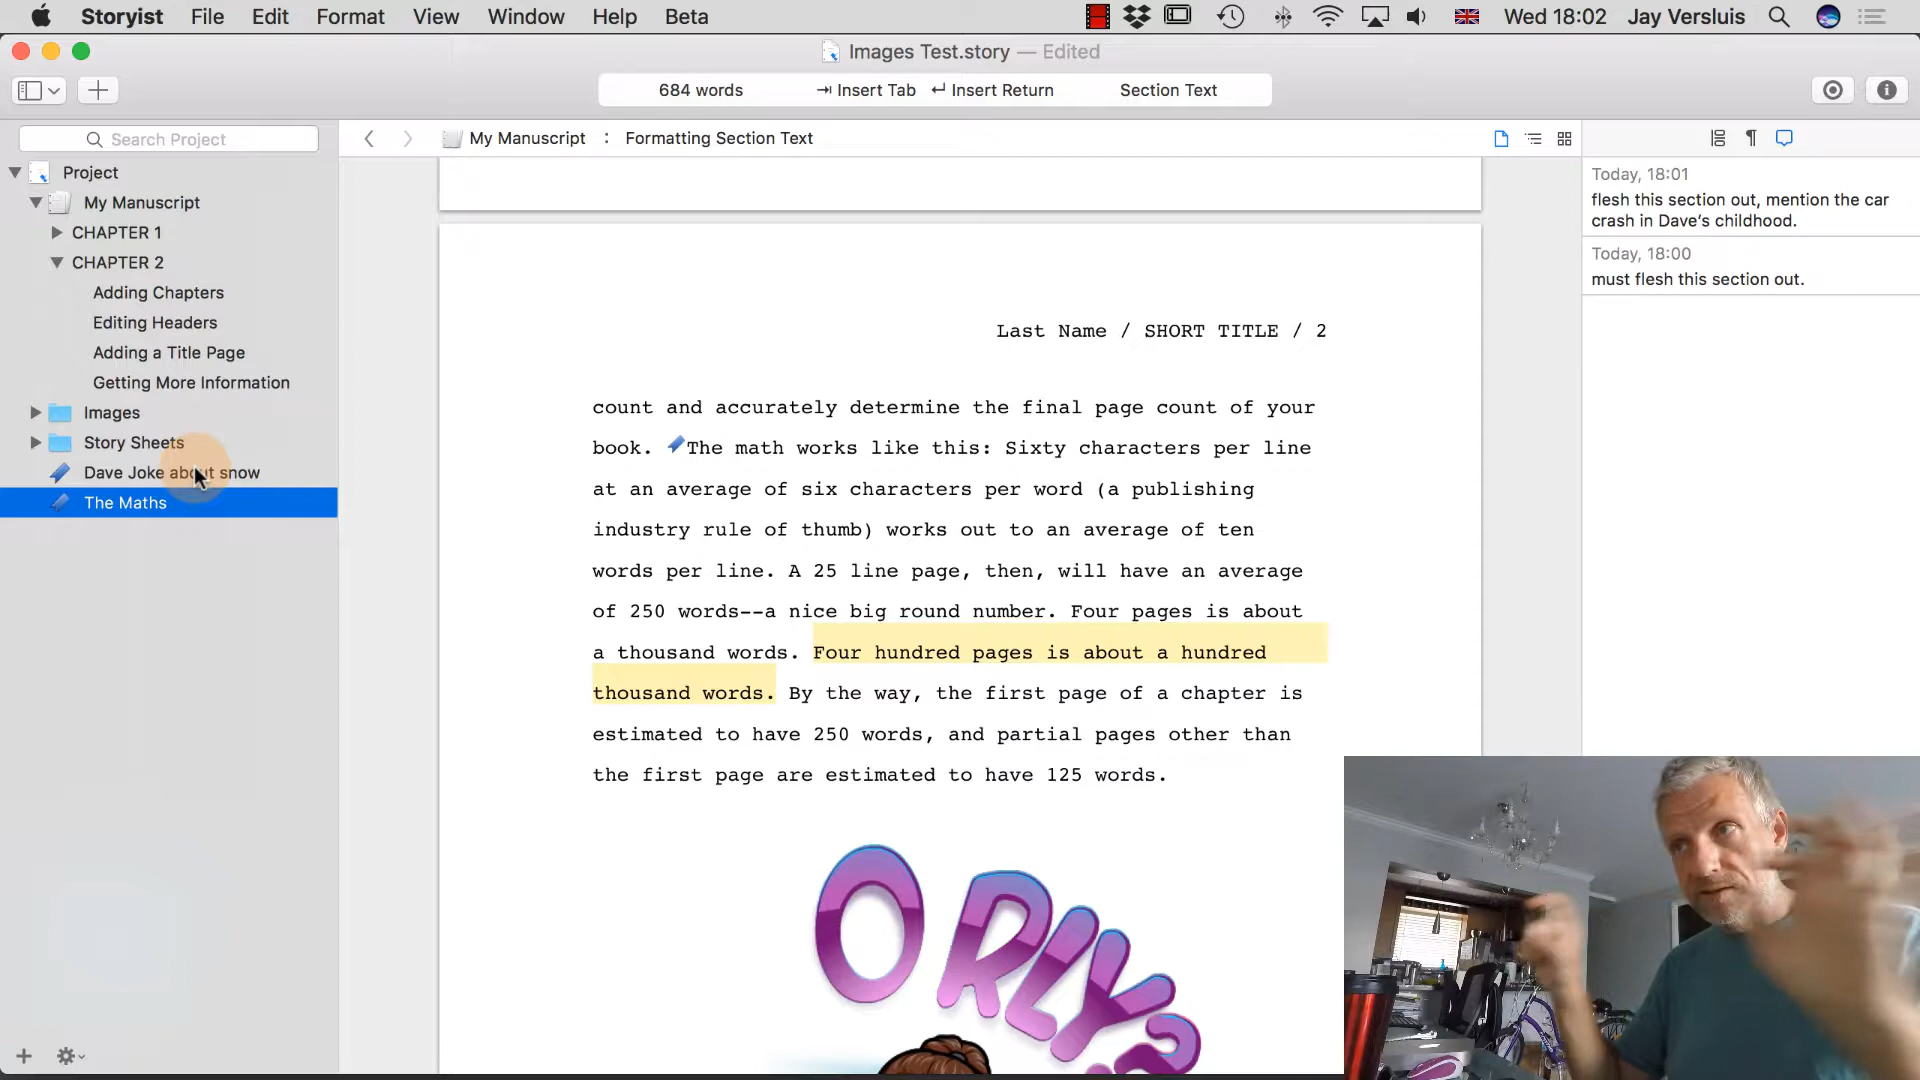 Storyist File Edit Format View Window Help Beta Wed 18:02 Jay Versluis
Images Test.story — Edited
684 words Insert Tab Insert Return Section Text
Search Project
My Manuscript : Formatting Section Text
Project
My Manuscript
CHAPTER 1
CHAPTER 2
Adding Chapters
Editing Headers
Adding a Title Page
Getting More Information
Images
Story Sheets
Dave Joke about snow
The Maths
Last Name / SHORT TITLE / 2
count and accurately determine the final page count of your
book. The math works like this: Sixty characters per line
at an average of six characters per word (a publishing
industry rule of thumb) works out to an average of ten
words per line. A 25 line page, then, will have an average
of 250 words--a nice big round number. Four pages is about
a thousand words. Four hundred pages is about a hundred
thousand words. By the way, the first page of a chapter is
estimated to have 250 words, and partial pages other than
the first page are estimated to have 125 words.
O RLY?
Today, 18:01
flesh this section out, mention the car
crash in Dave's childhood.
Today, 18:00
must flesh this section out.